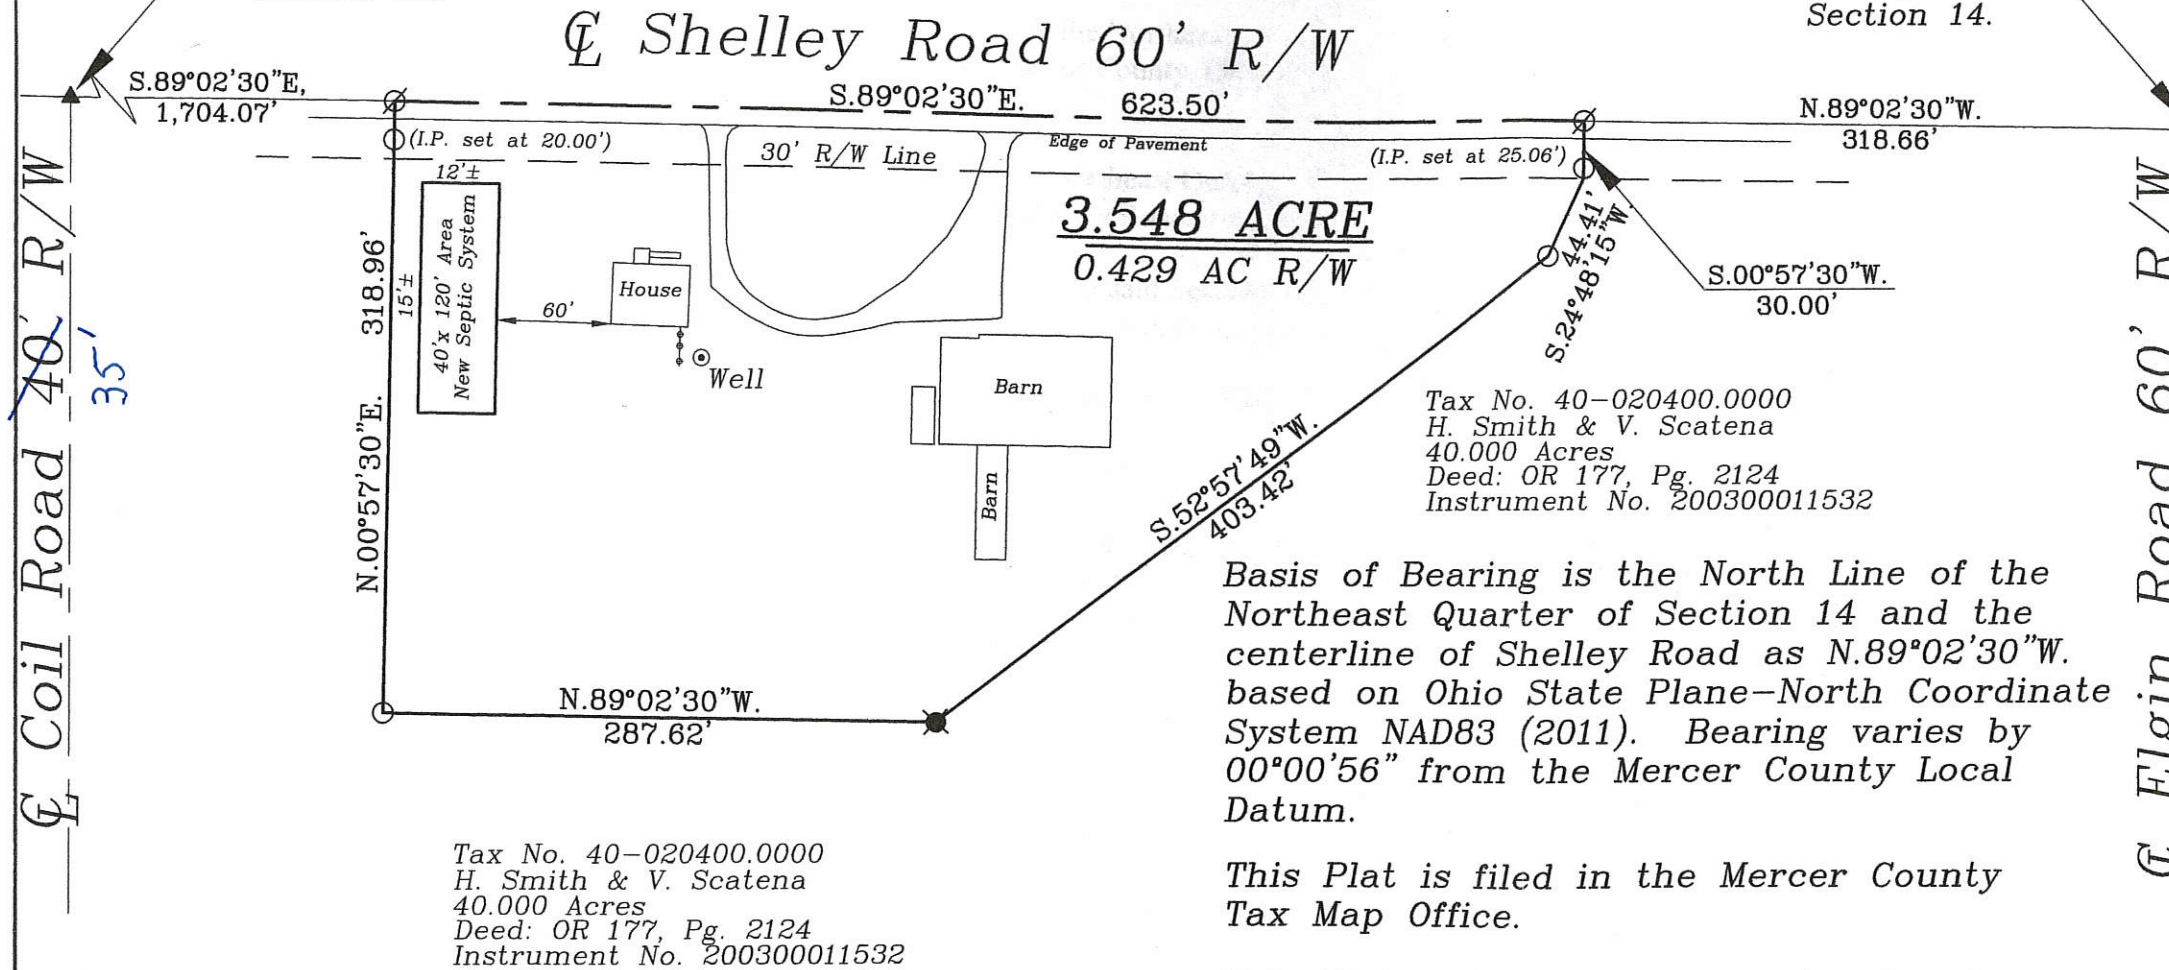 Section 14.
℄ Shelley Road 60' R/W
S.89°02'30"E,
1,704.07'
S.89°02'30"E. 623.50'
N.89°02'30"W.
318.66'
(I.P. set at 20.00')
30' R/W Line
Edge of Pavement
(I.P. set at 25.06')
12'±
3.548 ACRE
0.429 AC R/W
44.41'
S.24°48'15"W.
S.00°57'30"W.
30.00'
℄ Coil Road 40' R/W
35'
318.96'
N.00°57'30"E.
15'±
40'x 120' Area
New Septic System
60'
House
Well
Barn
Barn
S.52°57'49"W.
403.42'
Tax No. 40-020400.0000
H. Smith & V. Scatena
40.000 Acres
Deed: OR 177, Pg. 2124
Instrument No. 200300011532
℄ Elgin Road 60' R/W
Basis of Bearing is the North Line of the
Northeast Quarter of Section 14 and the
centerline of Shelley Road as N.89°02'30"W.
based on Ohio State Plane-North Coordinate
System NAD83 (2011). Bearing varies by
00°00'56" from the Mercer County Local
Datum.
N.89°02'30"W.
287.62'
Tax No. 40-020400.0000
H. Smith & V. Scatena
40.000 Acres
Deed: OR 177, Pg. 2124
Instrument No. 200300011532
This Plat is filed in the Mercer County
Tax Map Office.